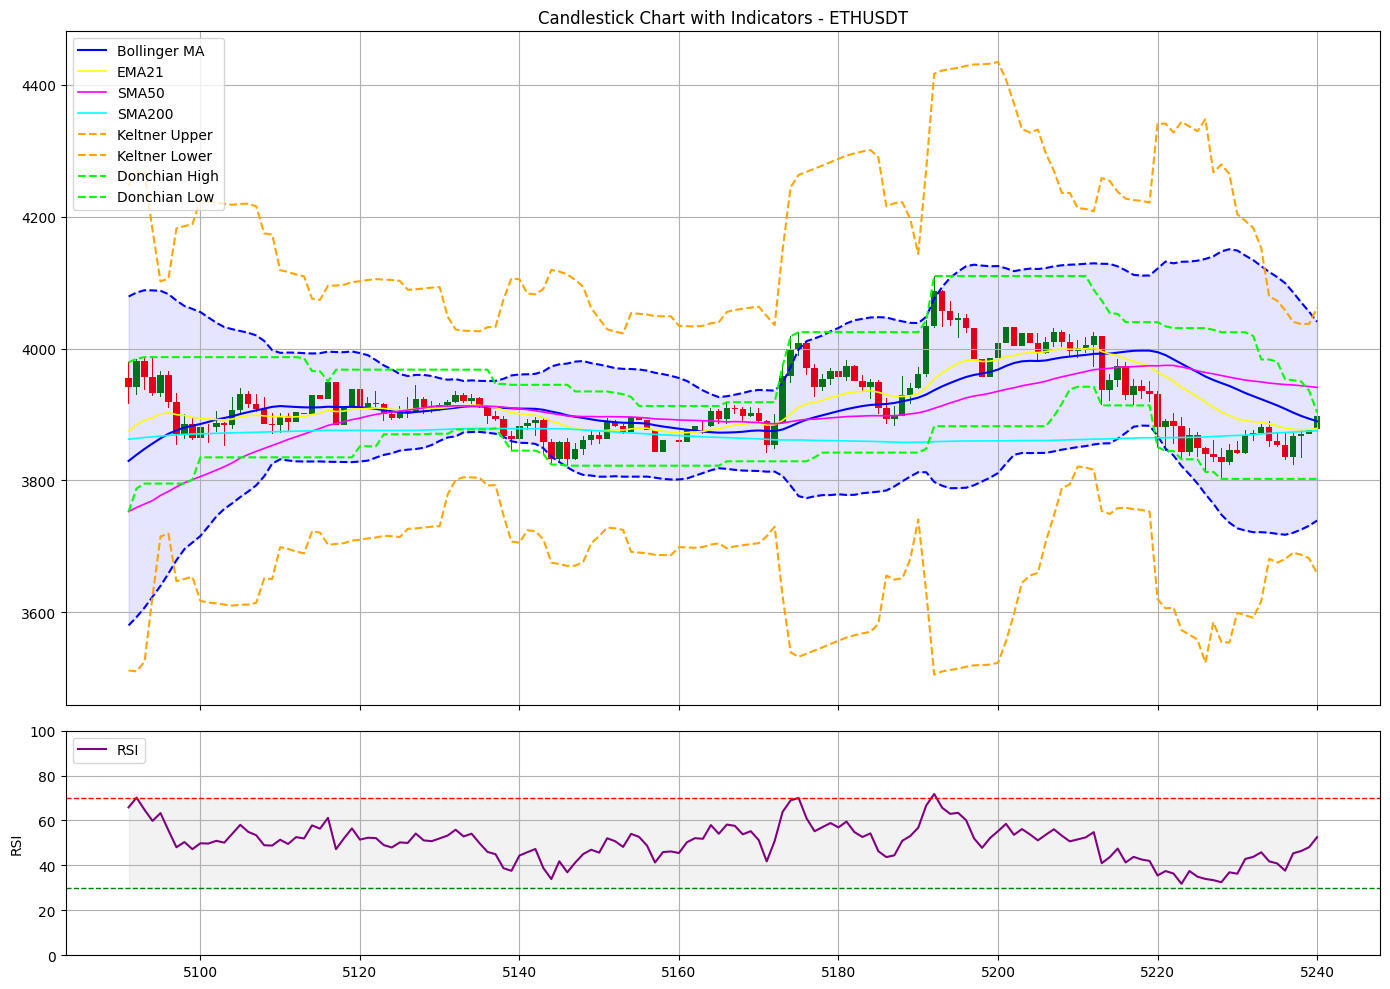 Candlestick Chart with Indicators - ETHUSDT
Bollinger MA
EMA21
SMA50
SMA200
Keltner Upper
Keltner Lower
Donchian High
Donchian Low
4400
4200
4000
3800
3600
RSI
100
80
60
40
20
0
RSI
5100
5120
5140
5160
5180
5200
5220
5240